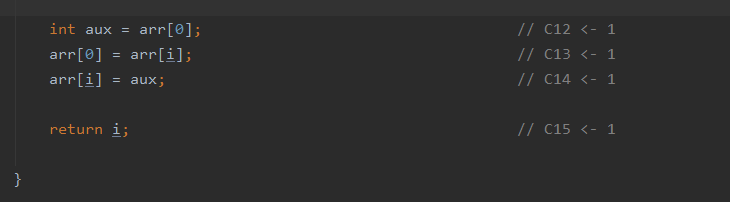 int aux = arr[0]; // C12 <- 1
arr[0] = arr[i]; // C13 <- 1
arr[i] = aux; // C14 <- 1
return i; // C15 <- 1
}